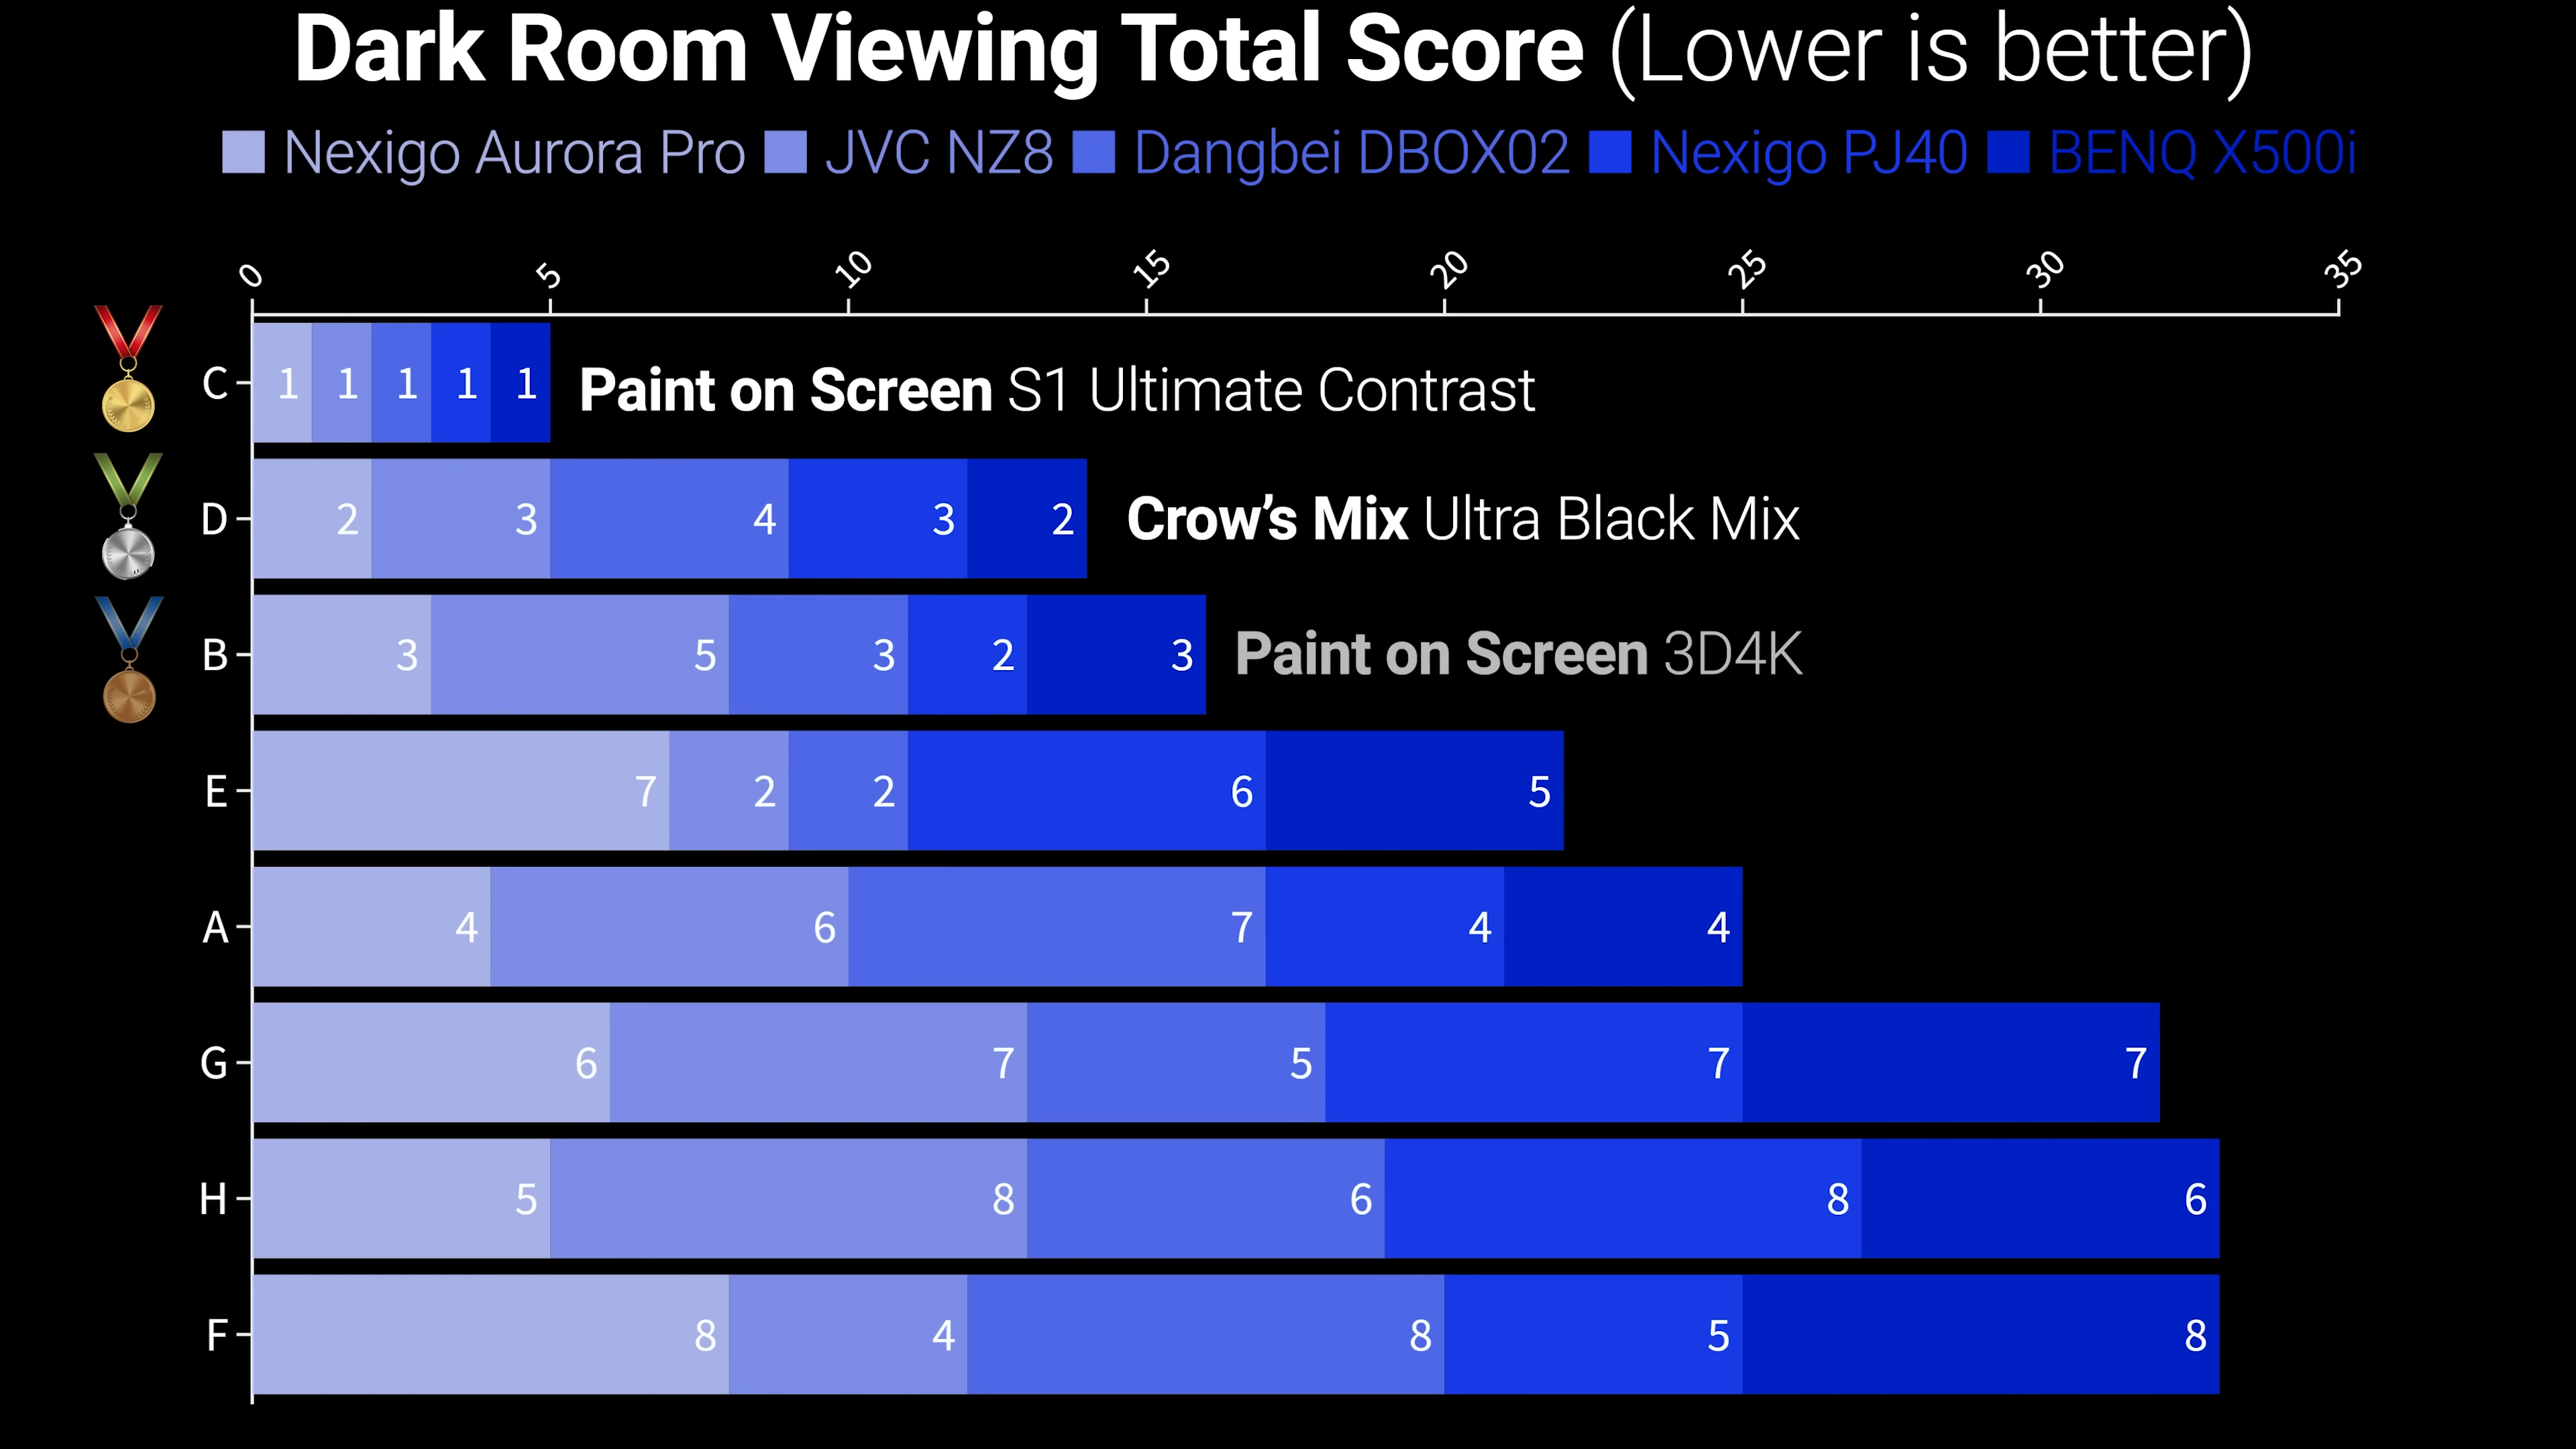 Dark Room Viewing Total Score (Lower is better)
Nexigo Aurora Pro JVC NZ8 Dangbei DBOX02 Nexigo PJ40 BENQ X500i
0 5 10 15 20 25 30 35
C 1 1 1 1 1 Paint on Screen S1 Ultimate Contrast
D 2 3 4 3 2 Crow’s Mix Ultra Black Mix
B 3 5 3 2 3 Paint on Screen 3D4K
E 7 2 2 6 5
A 4 6 7 4 4
G 6 7 5 7 7
H 5 8 6 8 6
F 8 4 8 5 8